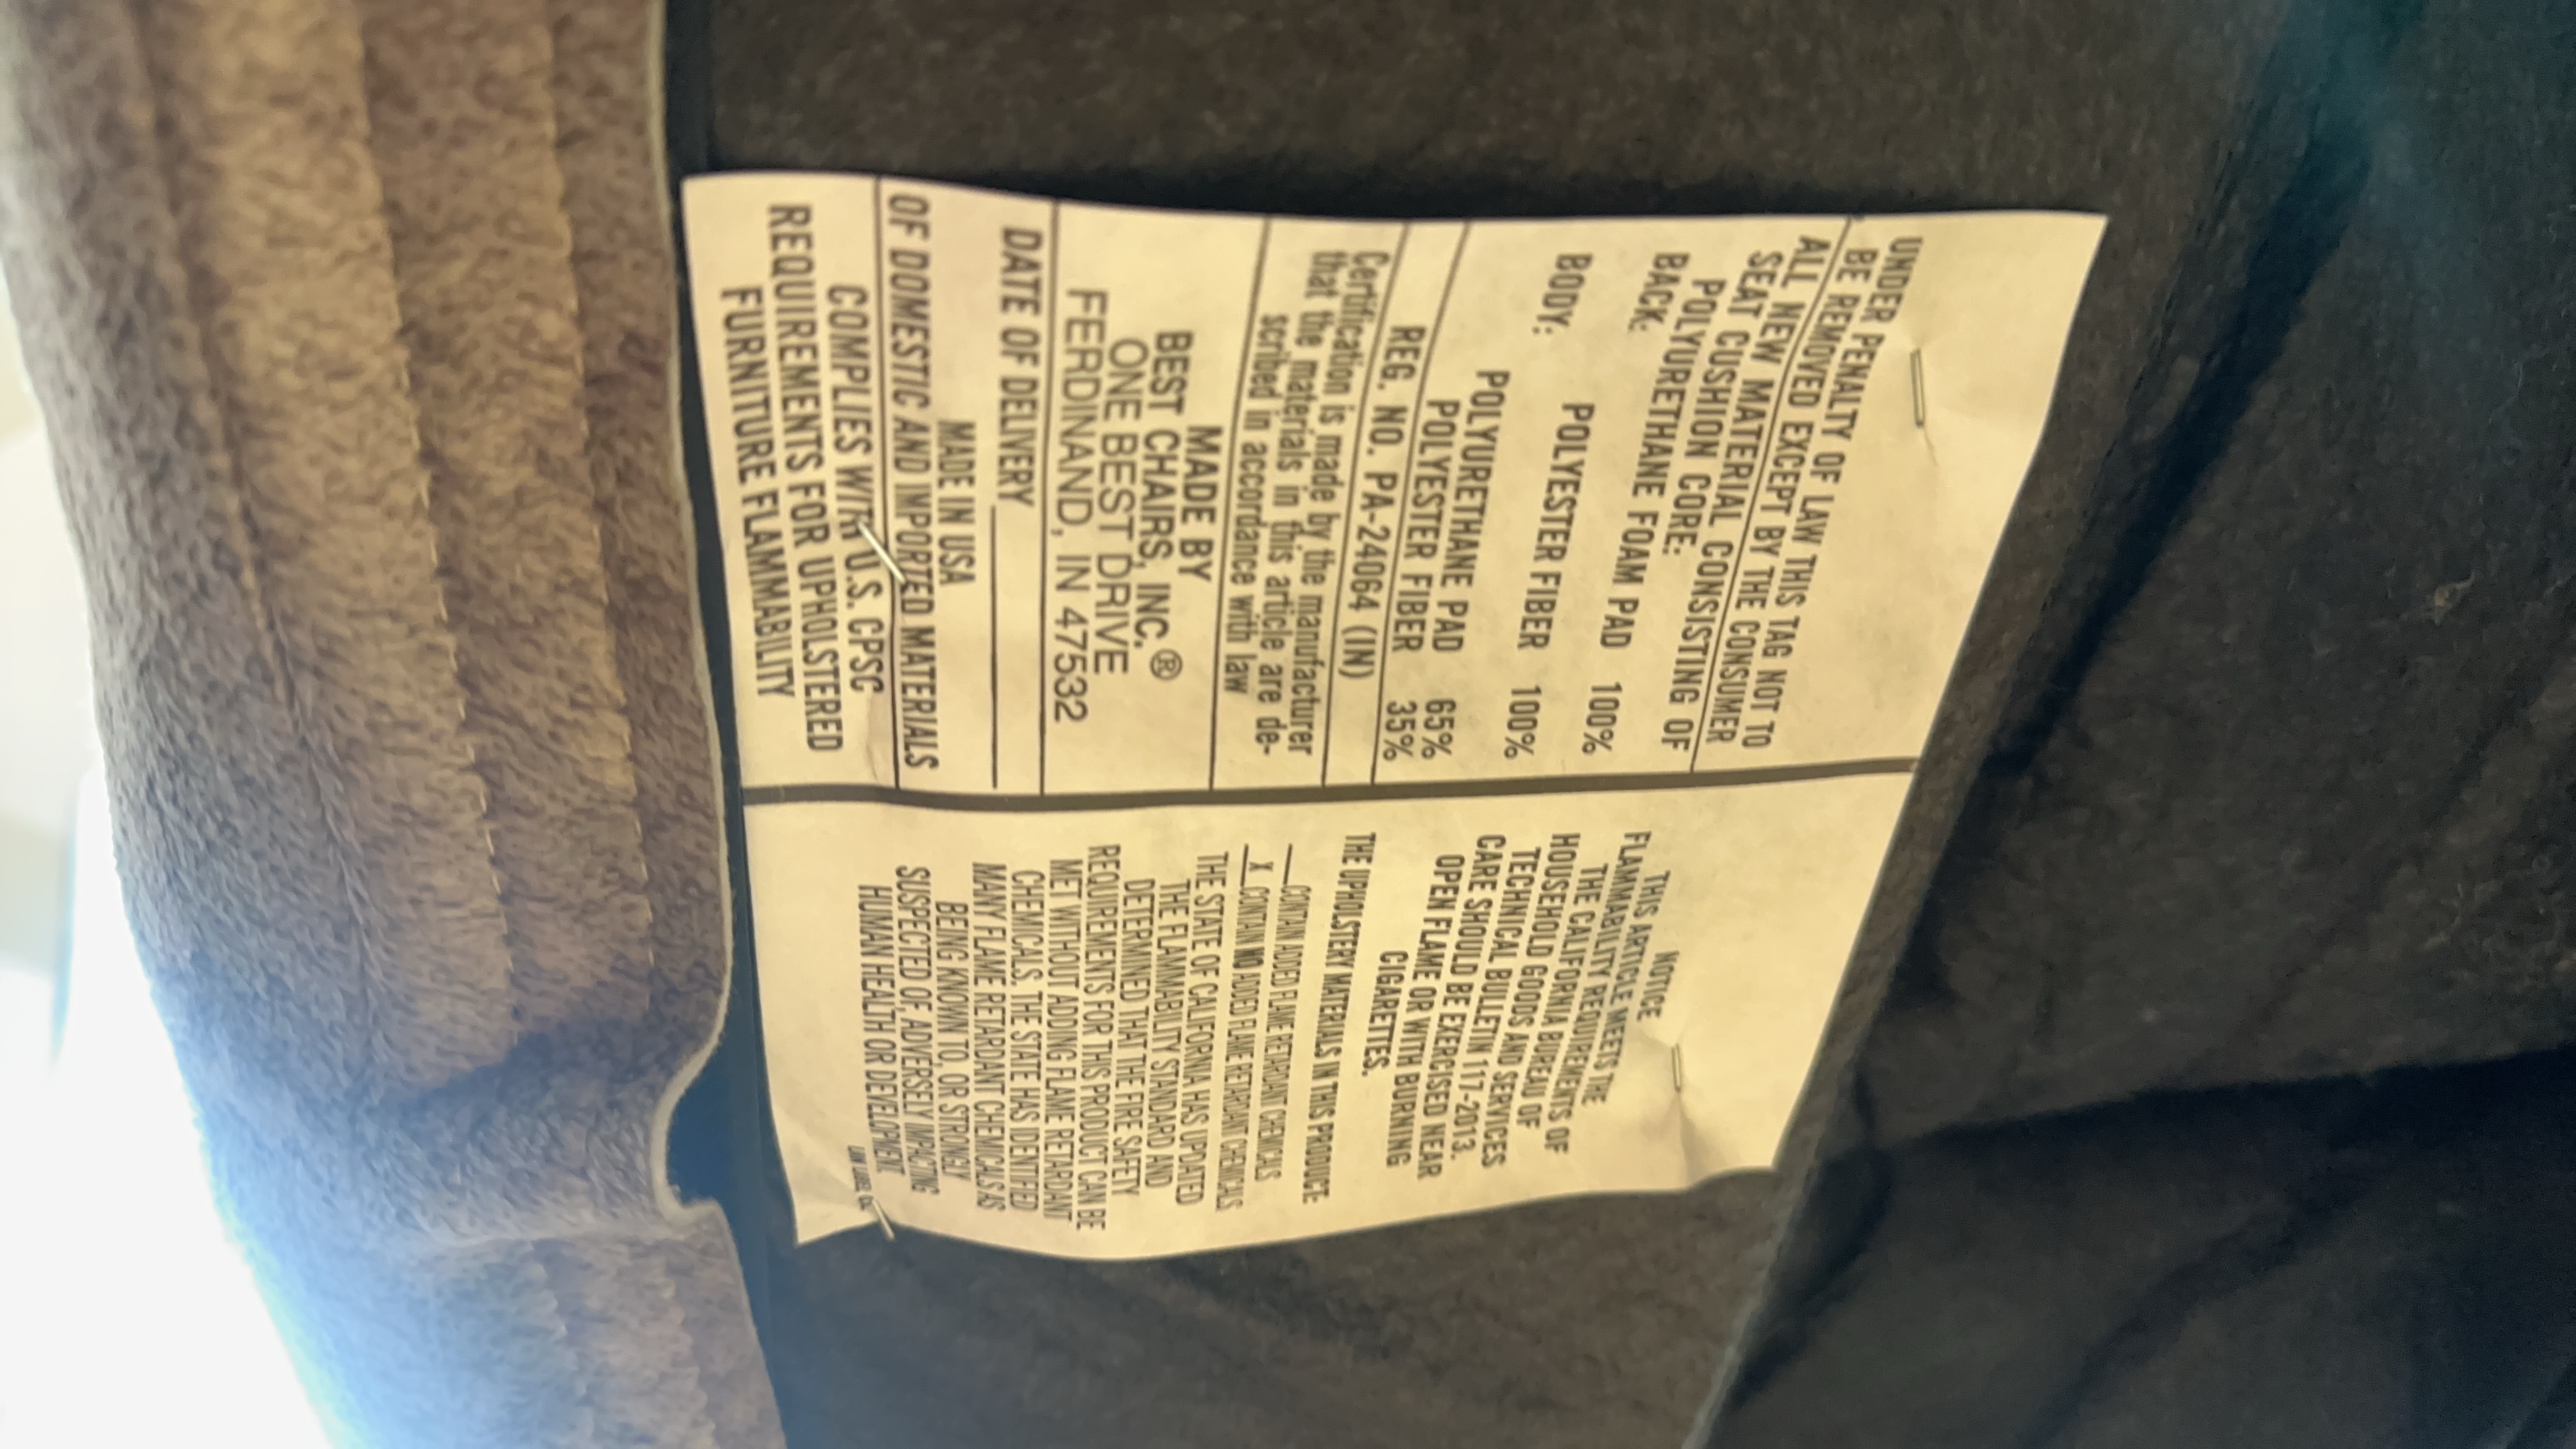 UNDER PENALTY OF LAW THIS TAG NOT TO
BE REMOVED EXCEPT BY THE CONSUMER
ALL NEW MATERIAL CONSISTING OF
SEAT CUSHION CORE:
POLYURETHANE FOAM PAD 100%
BACK:
POLYESTER FIBER 100%
BODY:
POLYURETHANE PAD 65%
POLYESTER FIBER 35%
REG. NO. PA-24064 (IN)
Certification is made by the manufacturer
that the materials in this article are de-
scribed in accordance with law
MADE BY
BEST CHAIRS, INC.®
ONE BEST DRIVE
FERDINAND, IN 47532
DATE OF DELIVERY
MADE IN USA
OF DOMESTIC AND IMPORTED MATERIALS
COMPLIES WITH U.S. CPSC
REQUIREMENTS FOR UPHOLSTERED
FURNITURE FLAMMABILITY
NOTICE
THIS ARTICLE MEETS THE
FLAMMABILITY REQUIREMENTS OF
THE CALIFORNIA BUREAU OF
HOUSEHOLD GOODS AND SERVICES
TECHNICAL BULLETIN 117-2013.
CARE SHOULD BE EXERCISED NEAR
OPEN FLAME OR WITH BURNING
CIGARETTES.
THE UPHOLSTERY MATERIALS IN THIS PRODUCT:
___CONTAIN ADDED FLAME RETARDANT CHEMICALS
_X_CONTAIN NO ADDED FLAME RETARDANT CHEMICALS
THE STATE OF CALIFORNIA HAS UPDATED
THE FLAMMABILITY STANDARD AND
DETERMINED THAT THE FIRE SAFETY
REQUIREMENTS FOR THIS PRODUCT CAN BE
MET WITHOUT ADDING FLAME RETARDANT
CHEMICALS. THE STATE HAS IDENTIFIED
MANY FLAME RETARDANT CHEMICALS AS
BEING KNOWN TO, OR STRONGLY
SUSPECTED OF, ADVERSELY IMPACTING
HUMAN HEALTH OR DEVELOPMENT.
LAW LABEL